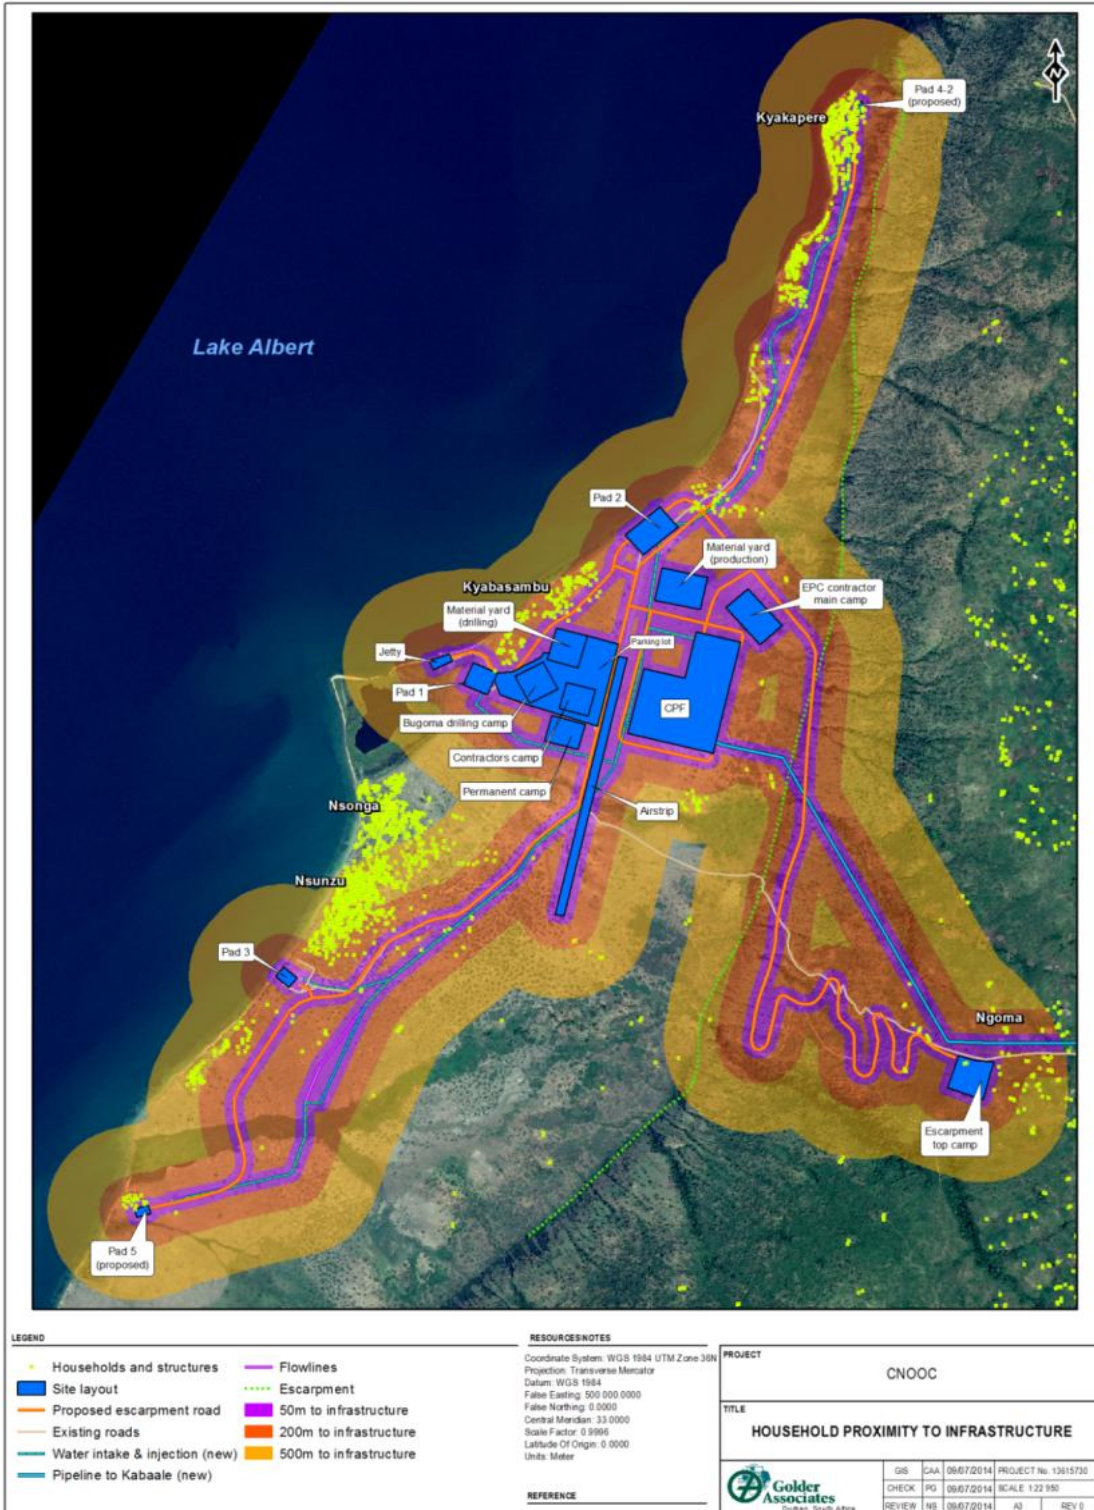 Pad 4-2
(proposed)
Kyakapere
Lake Albert
Pad 2
Material yard
(production)
Kyabasambu
EPC contractor
main camp
Material yard
(drilling)
Parking lot
Jetty
Pad 1
CPF
Bugoma drilling camp
Contractors camp
Permanent camp
Airstrip
Nsonga
Nsunzu
Pad 3
Ngoma
Escarpment
top camp
Pad 5
(proposed)
N
LEGEND
Households and structures
Site layout
Proposed escarpment road
Existing roads
Water intake & injection (new)
Pipeline to Kabaale (new)
Flowlines
Escarpment
50m to infrastructure
200m to infrastructure
500m to infrastructure
RESOURCES/NOTES
Coordinate System: WGS 1984 UTM Zone 36N
Projection: Transverse Mercator
Datum: WGS 1984
False Easting: 500 000.0000
False Northing: 0.0000
Central Meridian: 33.0000
Scale Factor: 0.9996
Latitude Of Origin: 0.0000
Units: Meter
REFERENCE
PROJECT
CNOOC
TITLE
HOUSEHOLD PROXIMITY TO INFRASTRUCTURE
Golder
Associates
GIS CAA 09/07/2014 PROJECT No. 13615730
CHECK PG 09/07/2014 SCALE 1:22 950
REVIEW NS 09/07/2014 A3 REV 0